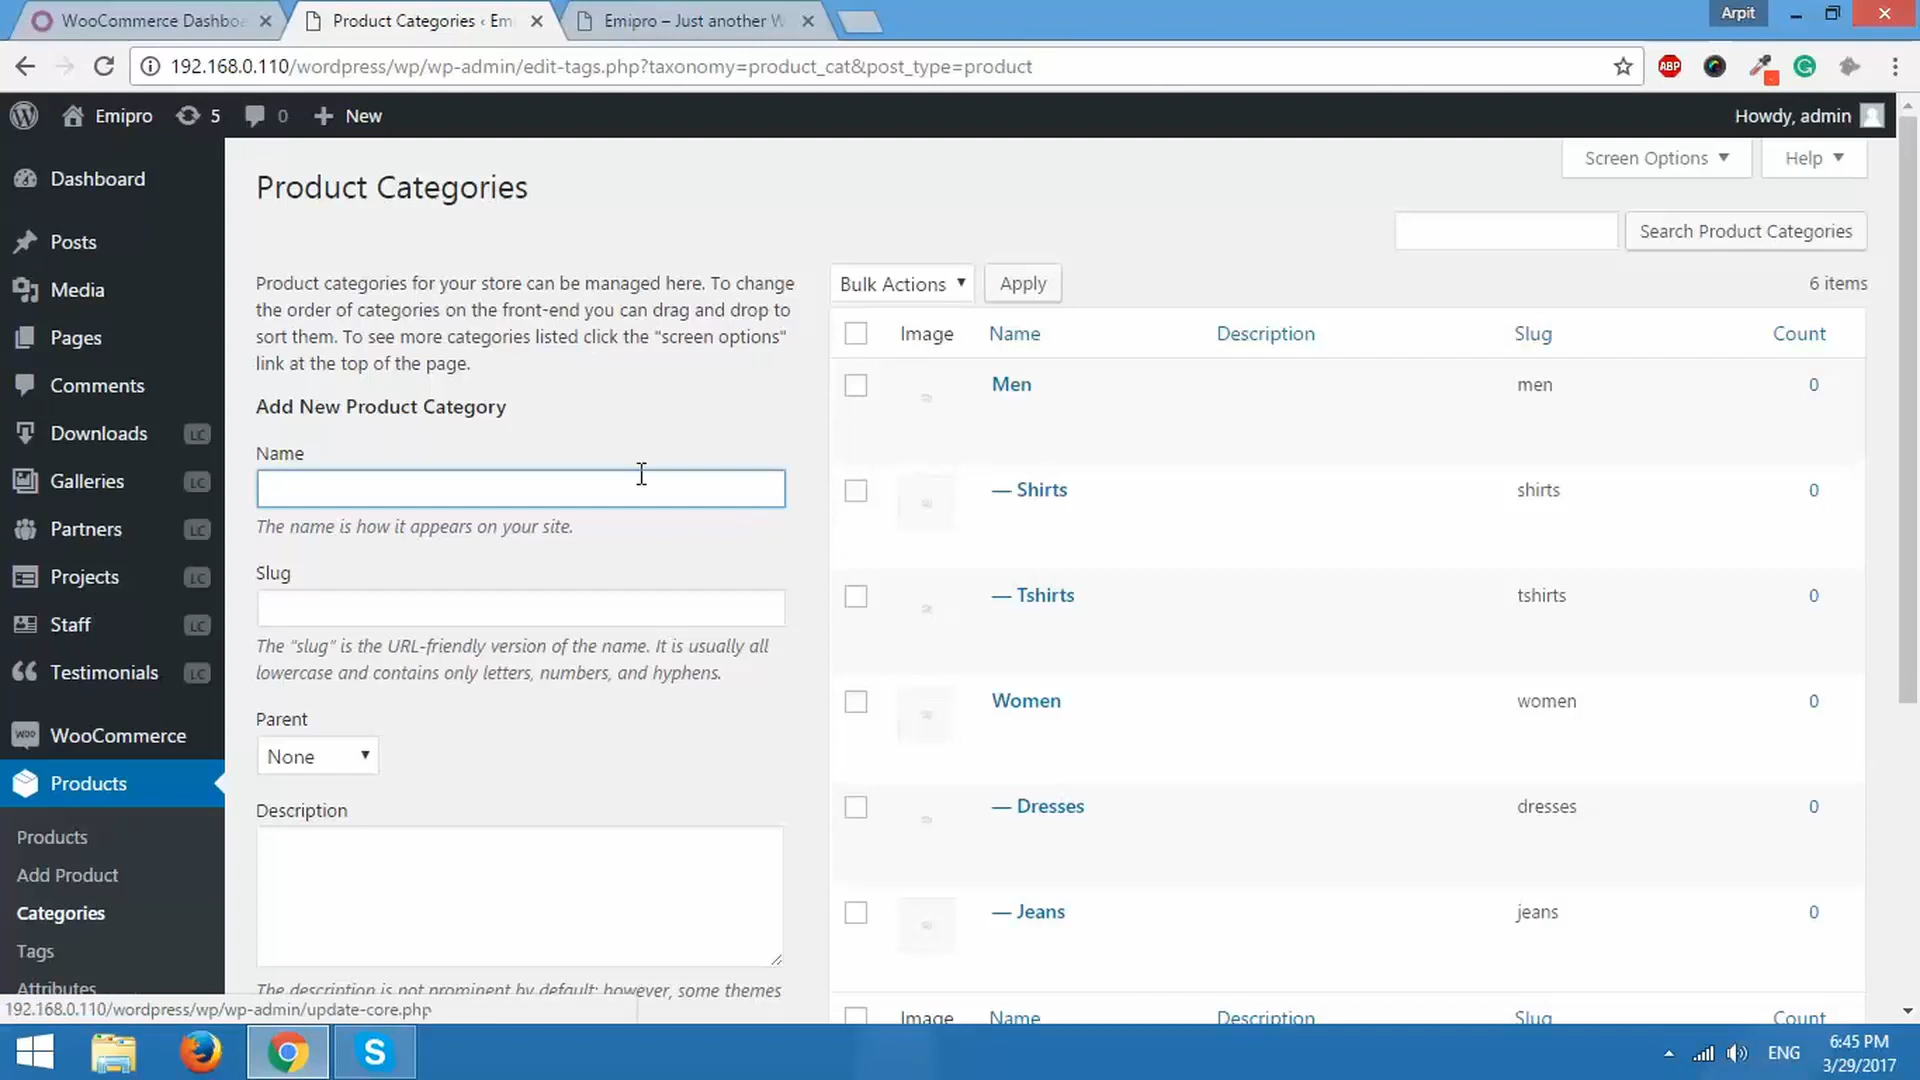 WooCommerce Dashboa
Product Categories ‹ Emi
Emipro – Just another W
Arpit
192.168.0.110/wordpress/wp/wp-admin/edit-tags.php?taxonomy=product_cat&post_type=product
ABP
Emipro
5
0
New
Howdy, admin
Screen Options
Help
Dashboard
Posts
Media
Pages
Comments
Downloads LC
Galleries LC
Partners LC
Projects LC
Staff LC
Testimonials LC
WOO WooCommerce
Products
Products
Add Product
Categories
Tags
Attributes
Product Categories
Search Product Categories
Product categories for your store can be managed here. To change
the order of categories on the front-end you can drag and drop to
sort them. To see more categories listed click the "screen options"
link at the top of the page.
Add New Product Category
Name
The name is how it appears on your site.
Slug
The “slug” is the URL-friendly version of the name. It is usually all
lowercase and contains only letters, numbers, and hyphens.
Parent
None
Description
The description is not prominent by default; however, some themes
Bulk Actions
Apply
6 items
Image Name Description Slug Count
Men men 0
— Shirts shirts 0
— Tshirts tshirts 0
Women women 0
— Dresses dresses 0
— Jeans jeans 0
Image Name Description Slug Count
192.168.0.110/wordpress/wp/wp-admin/update-core.php
ENG
6:45 PM
3/29/2017